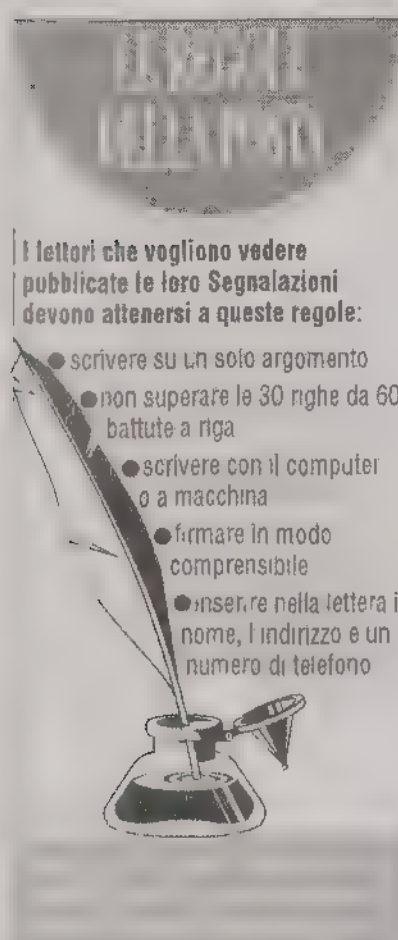 I lettori che vogliono vedere
pubblicate le loro Segnalazioni
devono attenersi a queste regole:
● scrivere su un solo argomento
● non superare le 30 righe da 60
battute a riga
● scrivere con il computer
o a macchina
● firmare in modo
comprensibile
● inserire nella lettera i
nome, l'indirizzo e un
numero di telefono